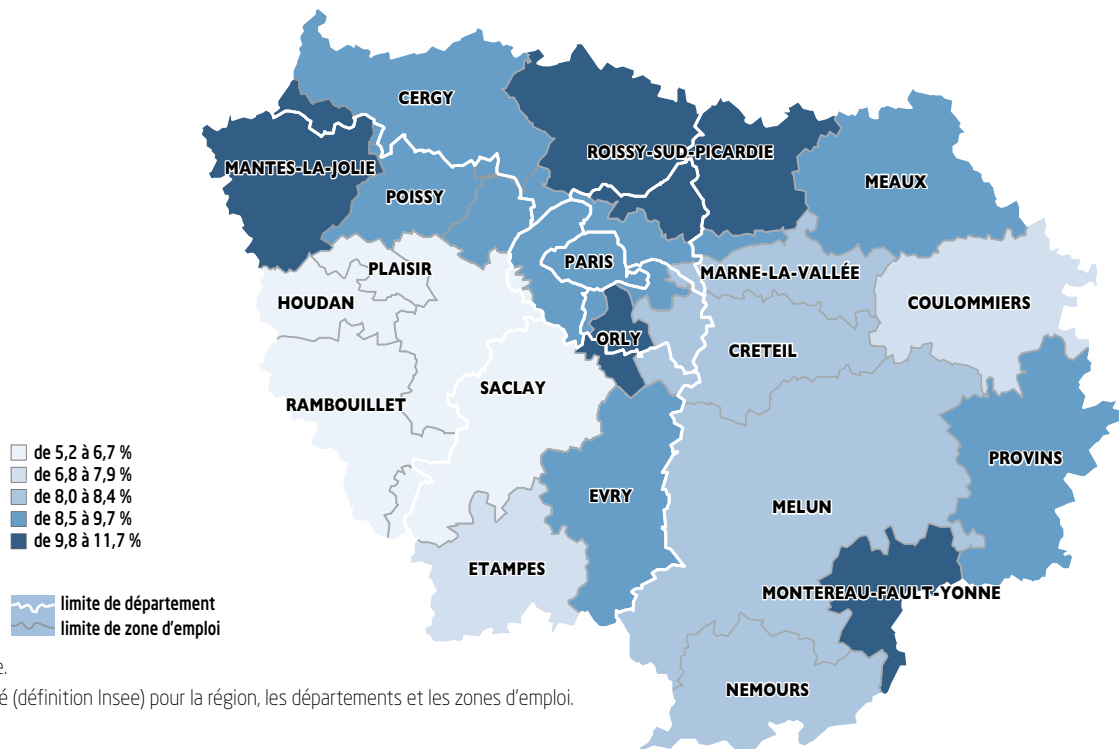 CERGY
ROISSY-SUD-PICARDIE
MANTES-LA-JOLIE
MEAUX
POISSY
PARIS
PLAISIR
MARNE-LA-VALLÉE
HOUDAN
COULOMMIERS
ORLY
CRETEIL
SACLAY
RAMBOUILLET
PROVINS
EVRY
MELUN
ETAMPES
MONTEREAU-FAULT-YONNE
NEMOURS
de 5,2 à 6,7 %
de 6,8 à 7,9 %
de 8,0 à 8,4 %
de 8,5 à 9,7 %
de 9,8 à 11,7 %
limite de département
limite de zone d'emploi
e.
é (définition Insee) pour la région, les départements et les zones d'emploi.